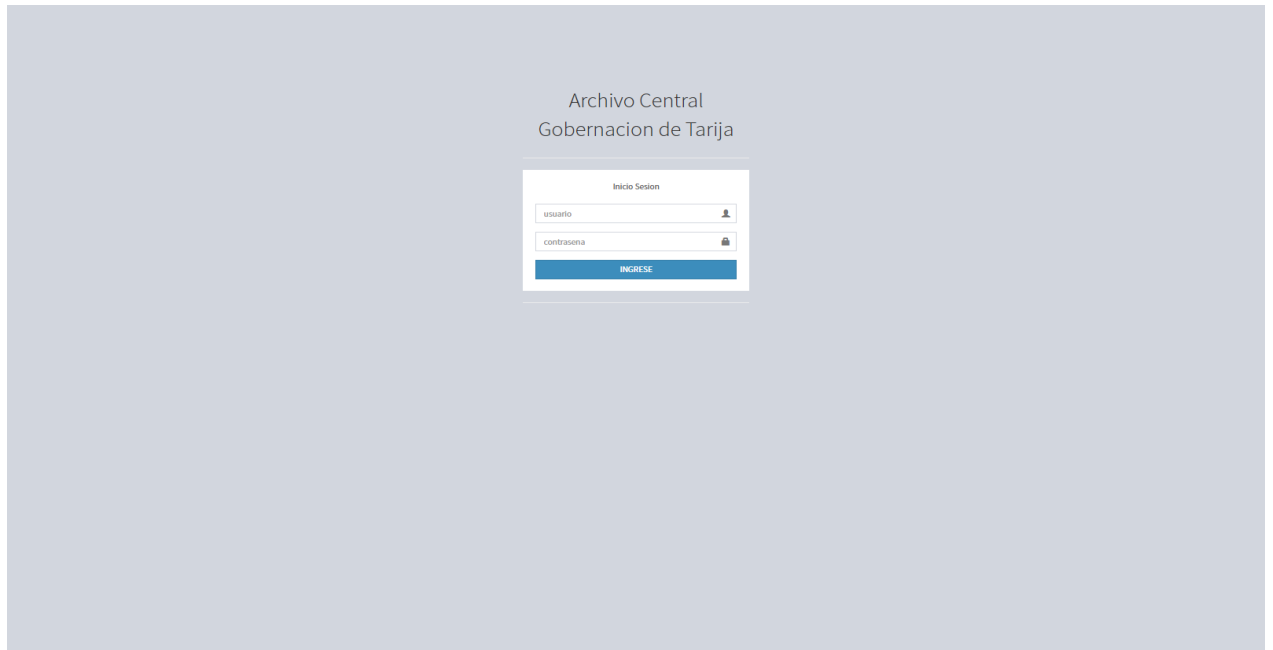 Archivo Central
Gobernacion de Tarija
Inicio Sesion
usuario
contrasena
INGRESE